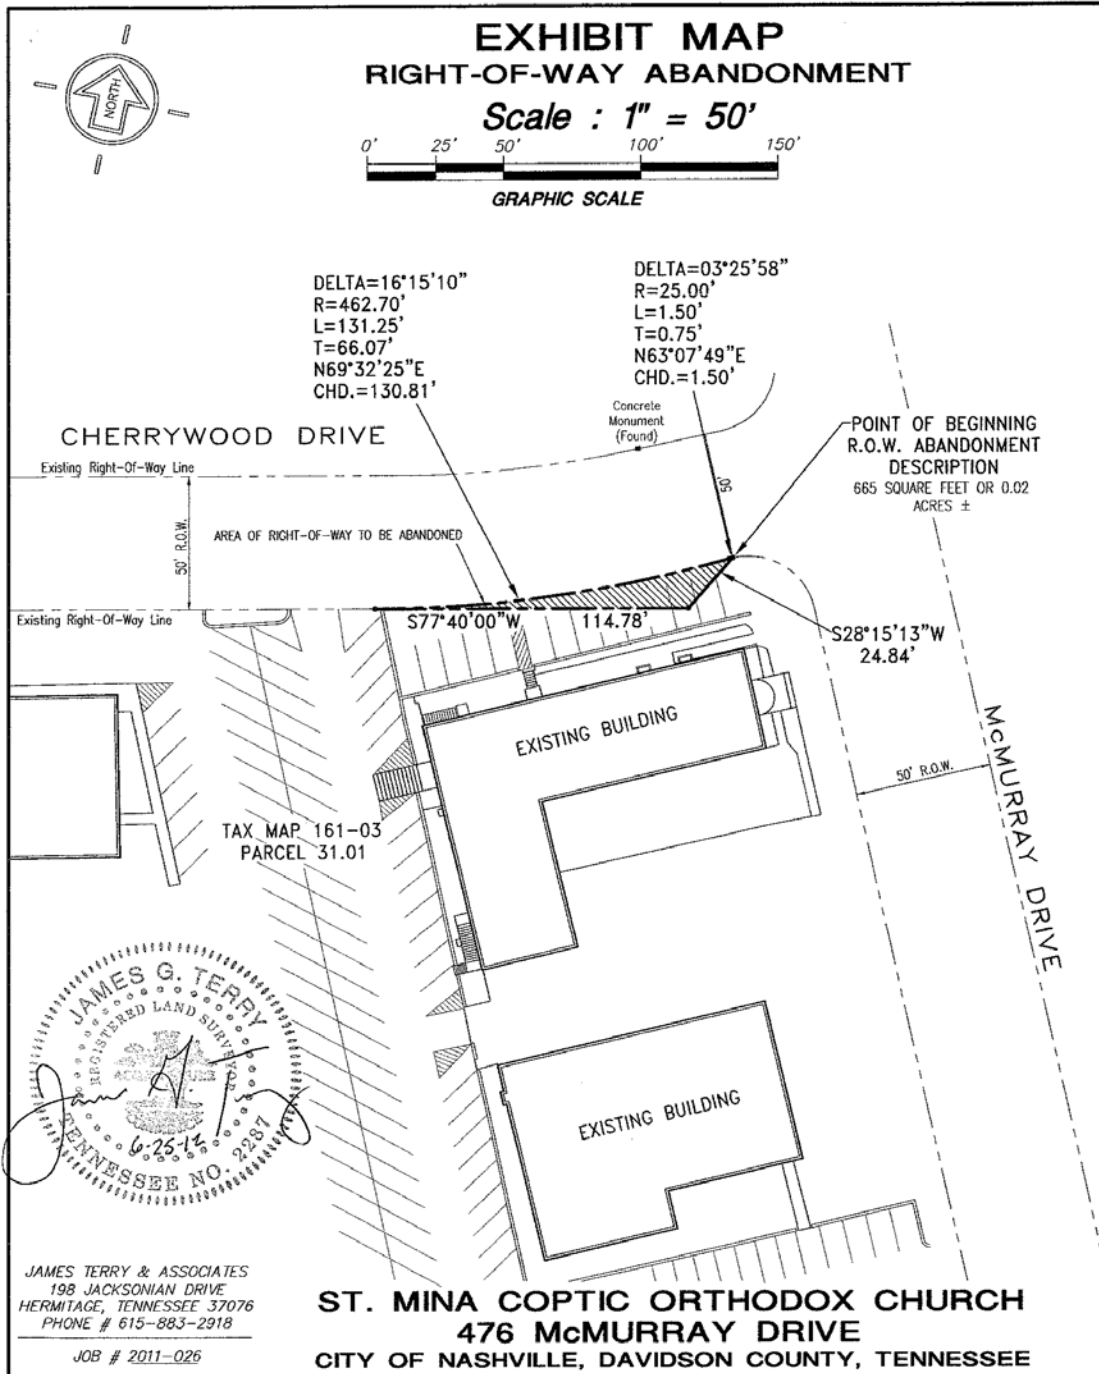 EXHIBIT MAP
RIGHT-OF-WAY ABANDONMENT
Scale : 1" = 50'
0' 25' 50' 100' 150'
GRAPHIC SCALE
NORTH
DELTA=16°15'10"
R=462.70'
L=131.25'
T=66.07'
N69°32'25"E
CHD.=130.81'
DELTA=03°25'58"
R=25.00'
L=1.50'
T=0.75'
N63°07'49"E
CHD.=1.50'
Concrete
Monument
(Found)
CHERRYWOOD DRIVE
Existing Right-Of-Way Line
50' R.O.W.
AREA OF RIGHT-OF-WAY TO BE ABANDONED
50'
POINT OF BEGINNING
R.O.W. ABANDONMENT
DESCRIPTION
665 SQUARE FEET OR 0.02
ACRES ±
Existing Right-Of-Way Line
S77°40'00"W 114.78'
S28°15'13"W
24.84'
EXISTING BUILDING
50' R.O.W.
McMURRAY DRIVE
TAX MAP 161-03
PARCEL 31.01
EXISTING BUILDING
JAMES G. TERRY
REGISTERED LAND SURVEYOR
6-25-12
TENNESSEE NO. 2287
JAMES TERRY & ASSOCIATES
198 JACKSONIAN DRIVE
HERMITAGE, TENNESSEE 37076
PHONE # 615-883-2918
JOB # 2011-026
ST. MINA COPTIC ORTHODOX CHURCH
476 McMURRAY DRIVE
CITY OF NASHVILLE, DAVIDSON COUNTY, TENNESSEE